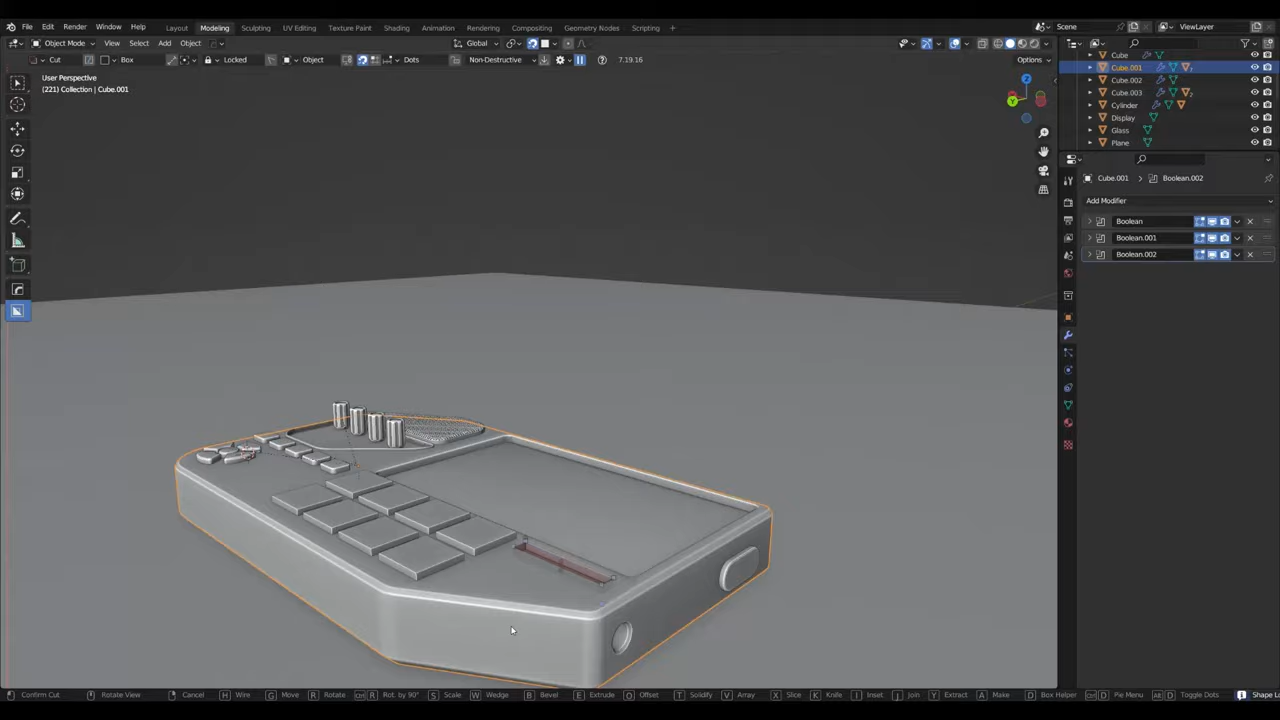 File Edit Render Window Help Layout Modeling Sculpting UV Editing Texture Paint Shading Animation Rendering Compositing Geometry Nodes Scripting + Scene ViewLayer
Object Mode View Select Add Object Global
Cut Box Locked Object Dots Non-Destructive 7.19.16 Options
User Perspective
(221) Collection | Cube.001
Z
Y
Cube
Cube.001
Cube.002
Cube.003
Cylinder
Display
Glass
Plane
Cube.001 > Boolean.002
Add Modifier
Boolean
Boolean.001
Boolean.002
Confirm Cut Rotate View Cancel H Wire G Move R Rotate R Rot. by 90° S Scale W Wedge B Bevel E Extrude O Offset T Solidify V Array X Slice K Knife I Inset J Join Y Extract A Make D Box Helper D Pie Menu D Toggle Dots Shape